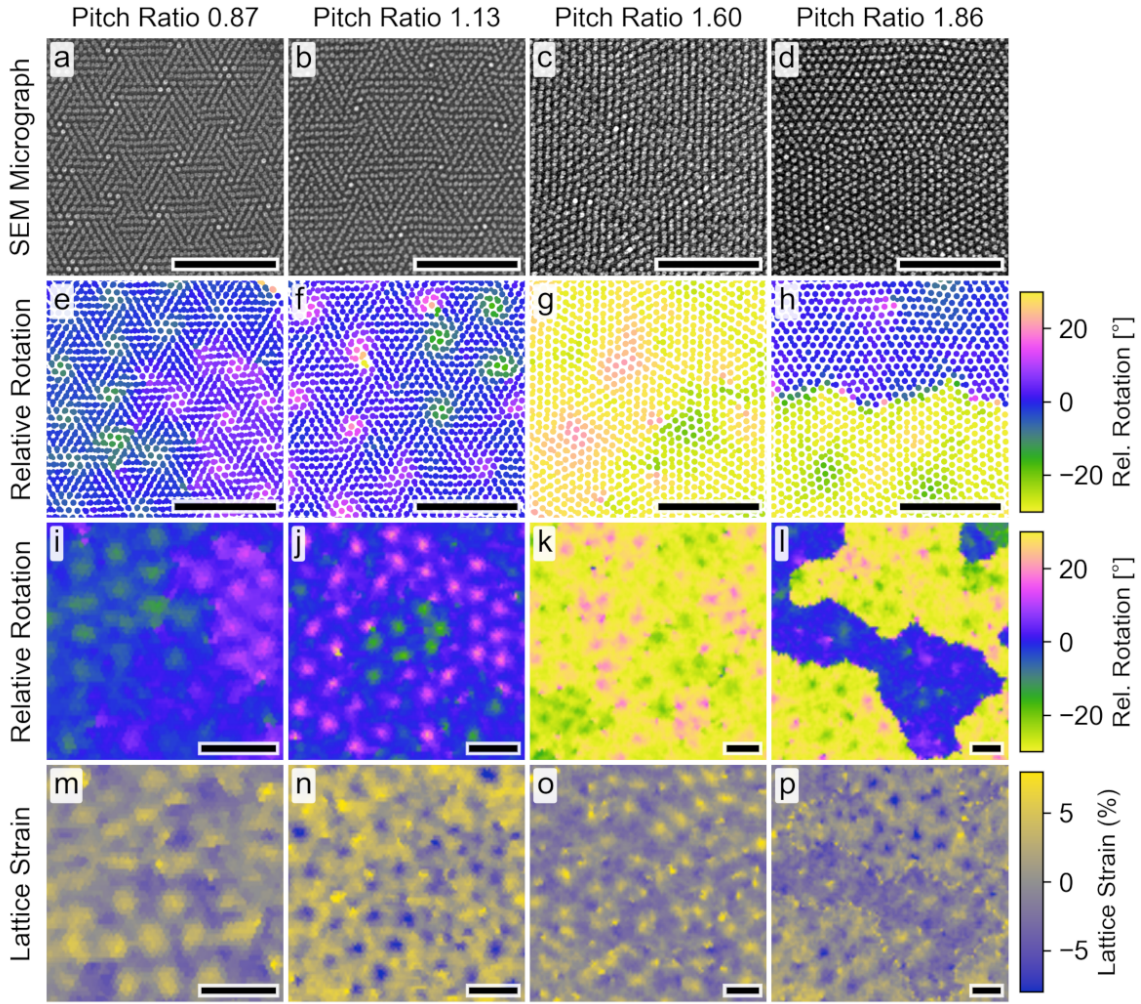 Pitch Ratio 0.87 Pitch Ratio 1.13 Pitch Ratio 1.60 Pitch Ratio 1.86
SEM Micrograph
a b c d
Relative Rotation
e f g h
20
0
−20
Rel. Rotation [°]
Relative Rotation
i j k l
20
0
−20
Rel. Rotation [°]
Lattice Strain
m n o p
5
0
−5
Lattice Strain (%)